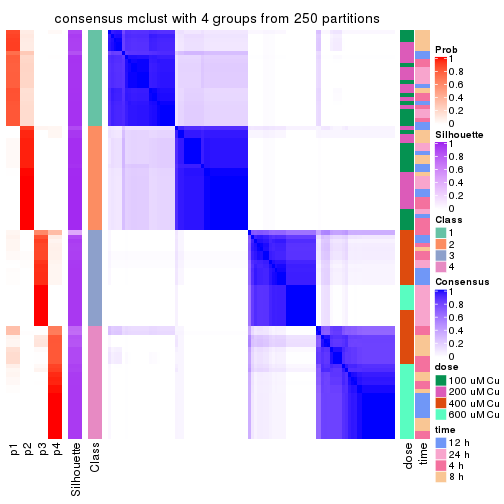 consensus mclust with 4 groups from 250 partitions
p1
p2
p3
p4
Silhouette
Class
dose
time
Prob
1
0.8
0.6
0.4
0.2
0
Silhouette
1
0.8
0.6
0.4
0.2
0
Class
1
2
3
4
Consensus
1
0.8
0.6
0.4
0.2
0
dose
100 uM Cu
200 uM Cu
400 uM Cu
600 uM Cu
time
12 h
24 h
4 h
8 h